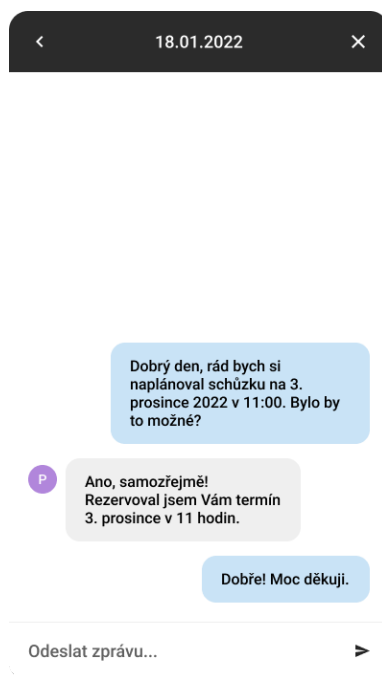 18.01.2022
Dobrý den, rád bych si
naplánoval schůzku na 3.
prosince 2022 v 11:00. Bylo by
to možné?
P
Ano, samozřejmě!
Rezervoval jsem Vám termín
3. prosince v 11 hodin.
Dobře! Moc děkuji.
Odeslat zprávu...